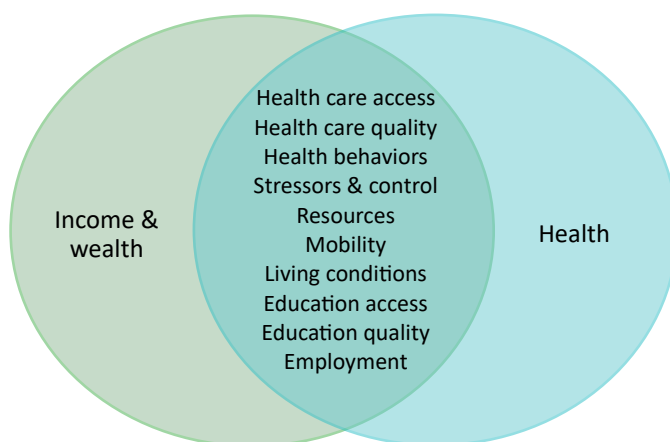 Health care access
Health care quality
Health behaviors
Stressors & control
Resources
Mobility
Living conditions
Education access
Education quality
Employment
Income &
wealth
Health